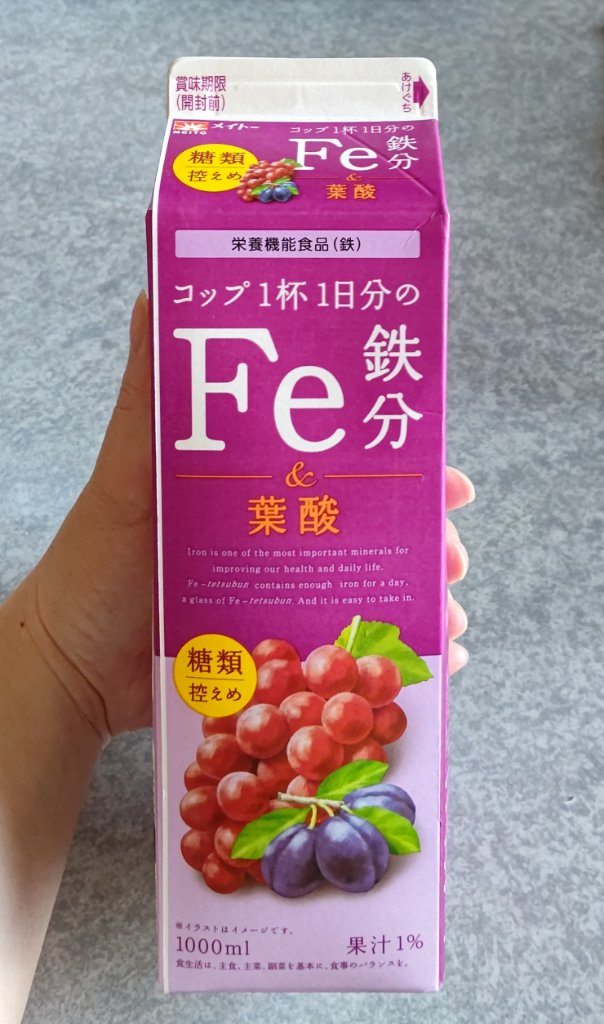 賞味期限
(開封前)
あけぐち
MEITO メイトー
糖類
控えめ
コップ1杯1日分の
Fe 鉄分
&
葉酸
栄養機能食品(鉄)
コップ1杯1日分の
Fe 鉄分
&
葉酸
Iron is one of the most important minerals for
improving our health and daily life.
Fe-tetsubun contains enough iron for a day,
a glass of Fe-tetsubun. And it is easy to take in.
糖類
控えめ
※イラストはイメージです。
1000ml 果汁1%
食生活は、主食、主菜、副菜を基本に、食事のバランスを。